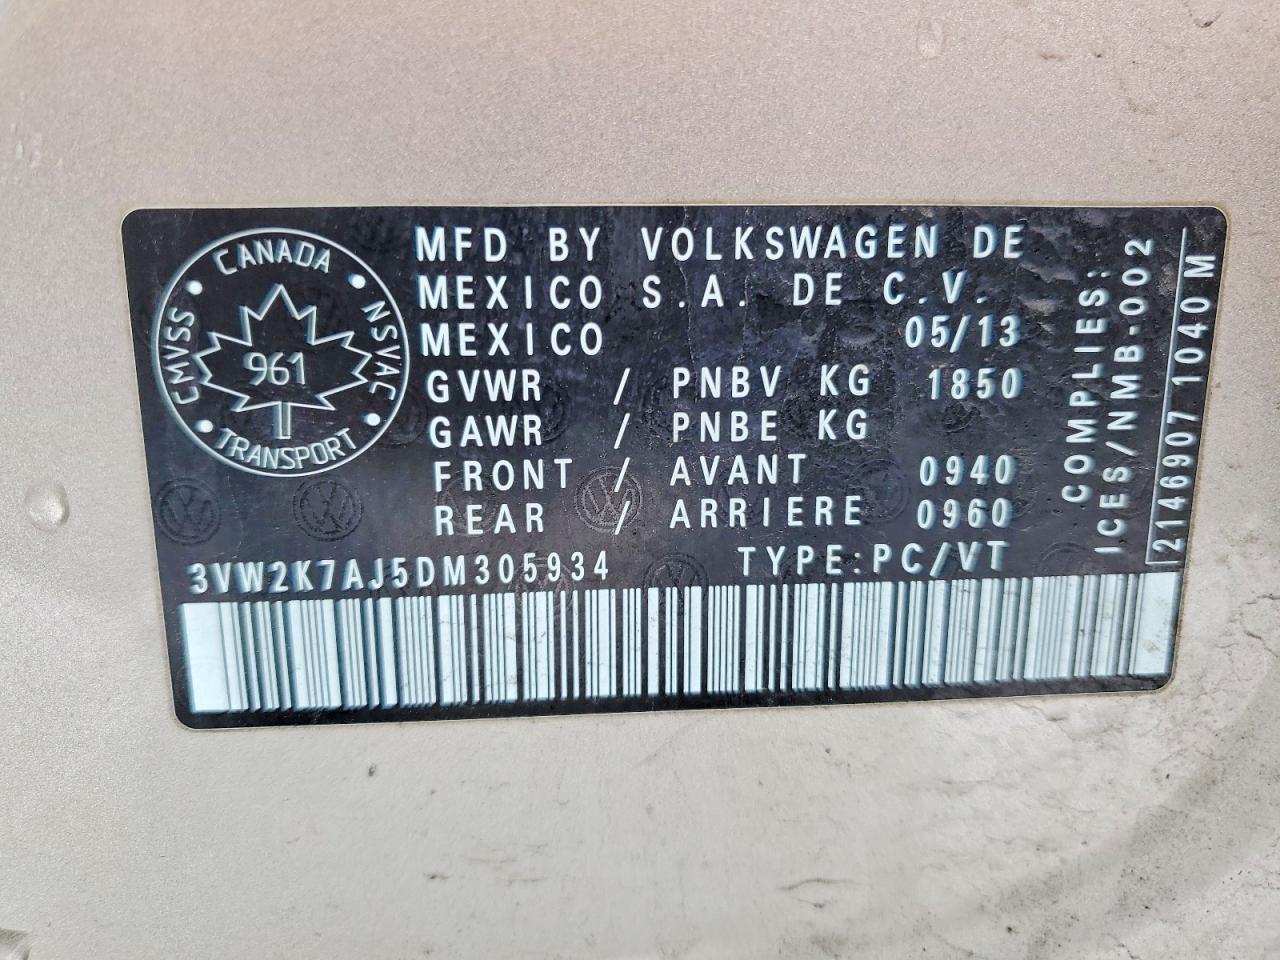 CANADA
CMVSS
NSVAC
961
TRANSPORT
MFD BY VOLKSWAGEN DE
MEXICO S.A. DE C.V.
MEXICO 05/13
GVWR / PNBV KG 1850
GAWR / PNBE KG
FRONT / AVANT 0940
REAR / ARRIERE 0960
3VW2K7AJ5DM305934 TYPE:PC/VT
COMPLIES:
ICES/NMB-002
2146907 1040 M